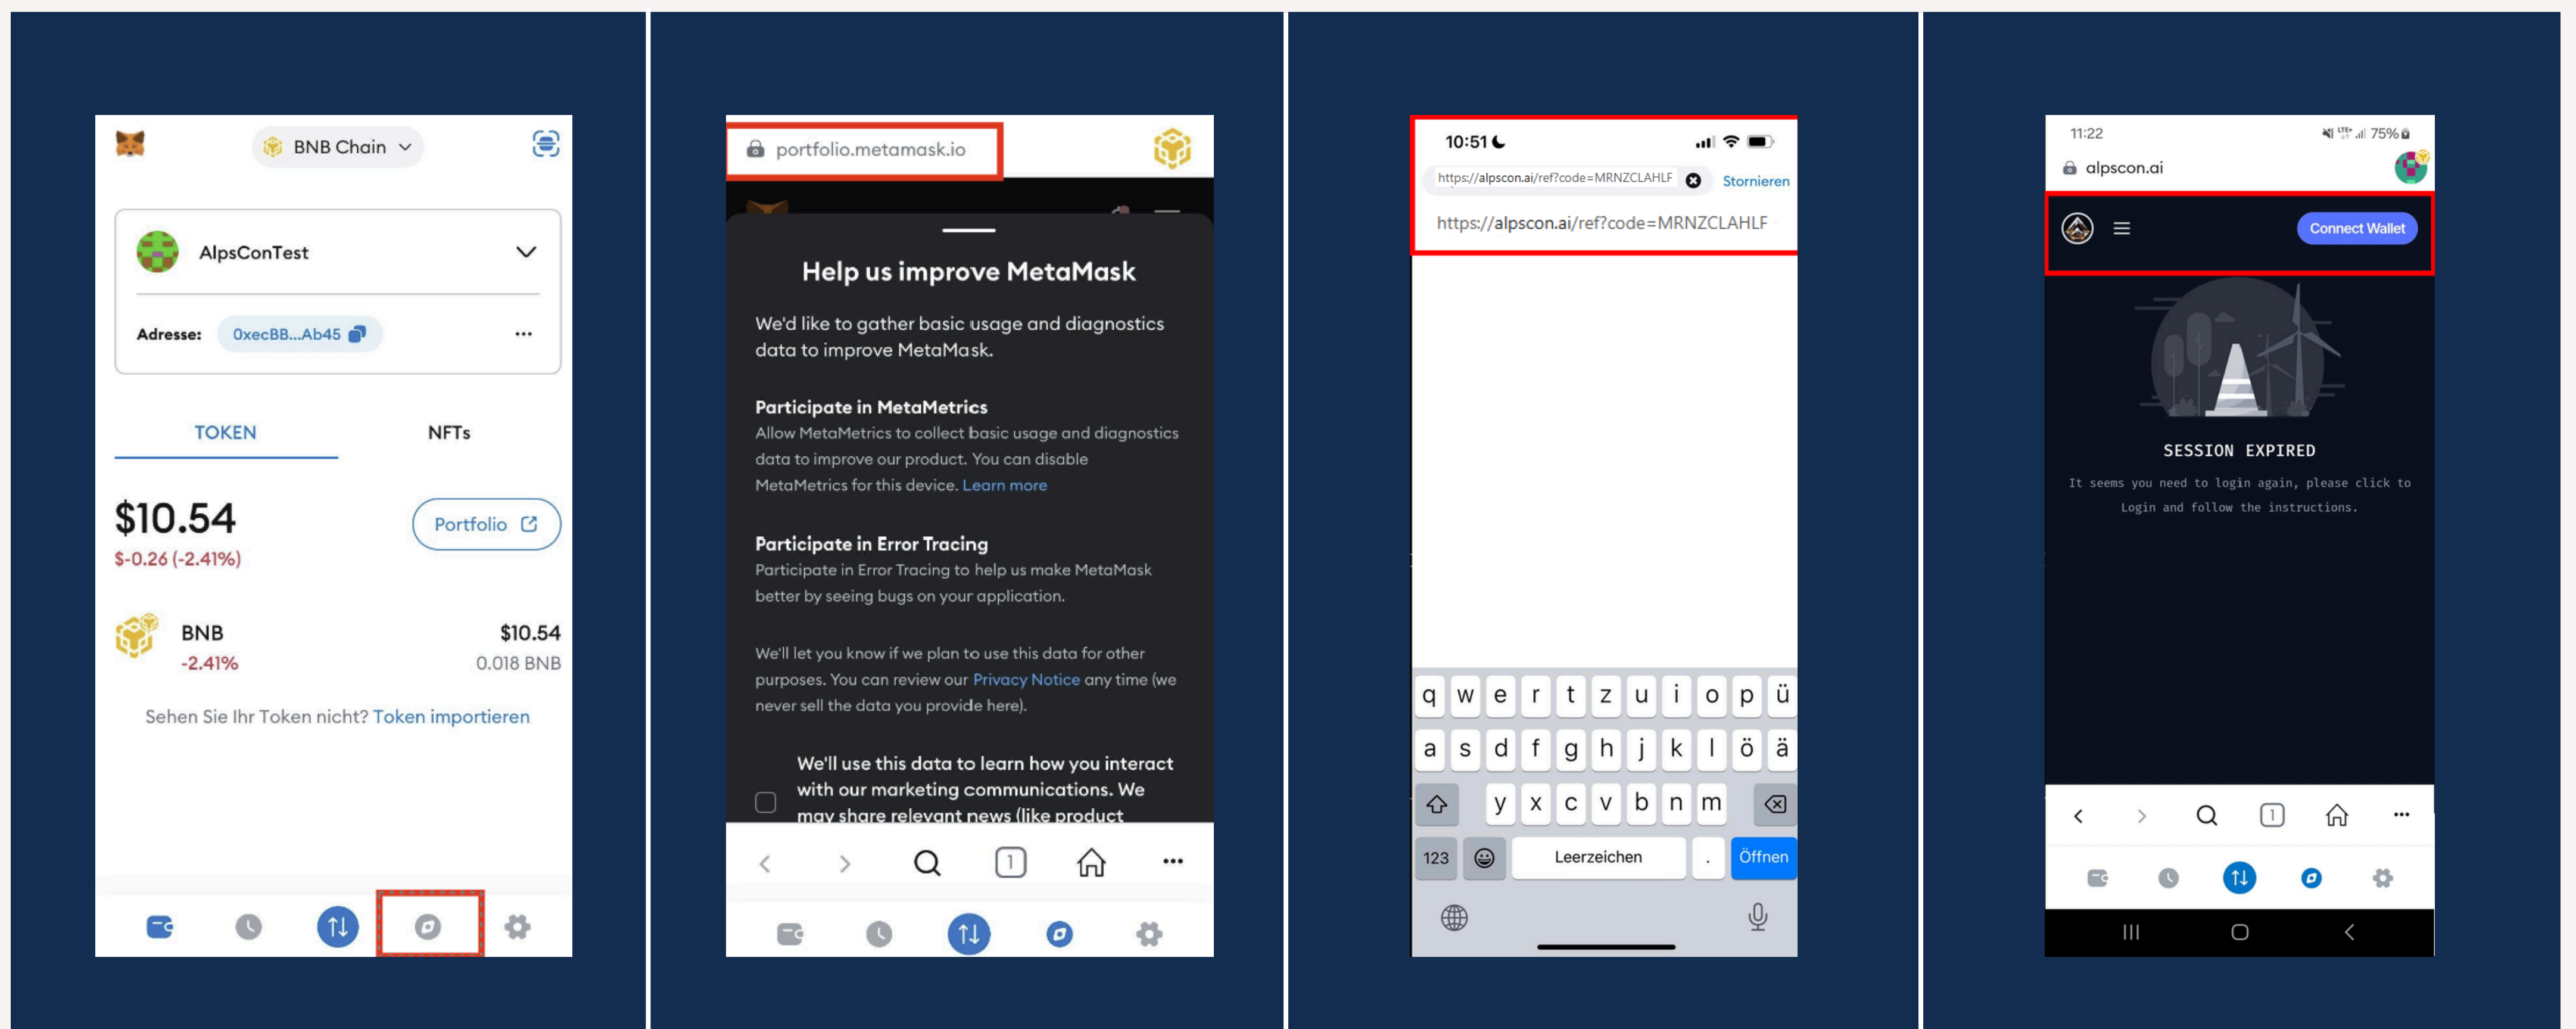 BNB Chain
AlpsConTest
Adresse: 0xecBB...Ab45
TOKEN NFTs
$10.54
Portfolio
$-0.26 (-2.41%)
BNB $10.54
-2.41% 0.018 BNB
Sehen Sie Ihr Token nicht? Token importieren
portfolio.metamask.io
Help us improve MetaMask
We'd like to gather basic usage and diagnostics
data to improve MetaMask.
Participate in MetaMetrics
Allow MetaMetrics to collect basic usage and diagnostics
data to improve our product. You can disable
MetaMetrics for this device. Learn more
Participate in Error Tracing
Participate in Error Tracing to help us make MetaMask
better by seeing bugs on your application.
We'll let you know if we plan to use this data for other
purposes. You can review our Privacy Notice any time (we
never sell the data you provide here).
We'll use this data to learn how you interact
with our marketing communications. We
may share relevant news (like product
1
10:51
https://alpscon.ai/ref?code=MRNZCLAHLF Stornieren
https://alpscon.ai/ref?code=MRNZCLAHLF
q w e r t z u i o p ü
a s d f g h j k l ö ä
y x c v b n m
123 Leerzeichen . Öffnen
11:22 LTE+ 75%
alpscon.ai
Connect Wallet
SESSION EXPIRED
It seems you need to login again, please click to
Login and follow the instructions.
1